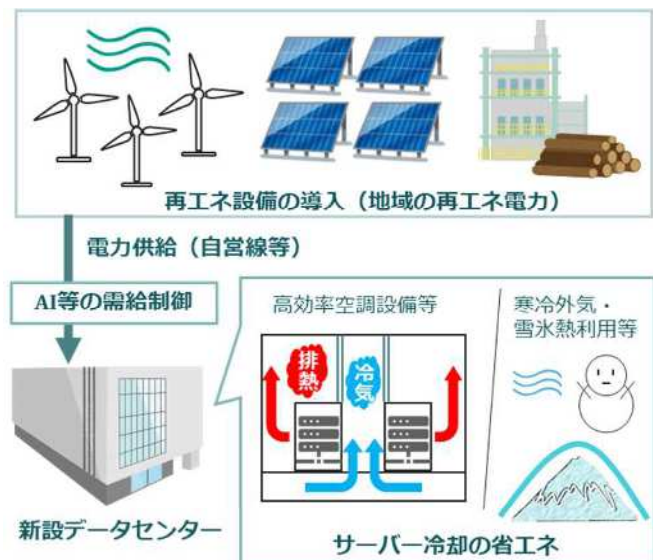 再エネ設備の導入（地域の再エネ電力）
電力供給（自営線等）
AI等の需給制御
新設データセンター
高効率空調設備等
排熱
冷気
寒冷外気・
雪氷熱利用等
サーバー冷却の省エネ